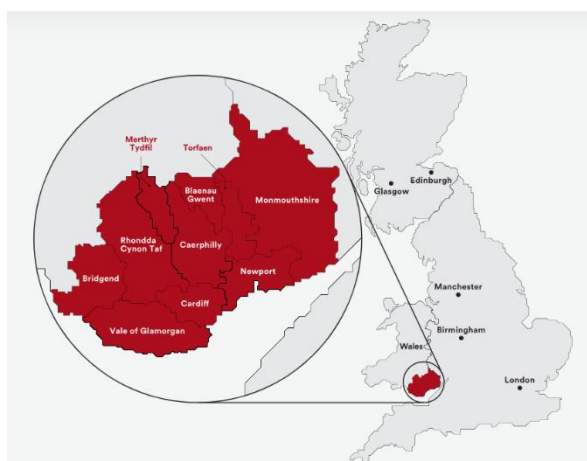 Merthyr
Tydfil
Torfaen
Blaenau
Gwent
Monmouthshire
Rhondda
Cynon Taf
Caerphilly
Bridgend
Newport
Cardiff
Vale of Glamorgan
Glasgow
Edinburgh
Manchester
Birmingham
Wales
London